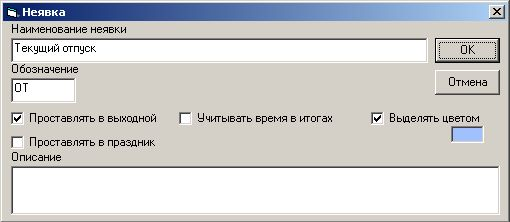 Неявка
Наименование неявки
Текущий отпуск
OK
Обозначение
ОТ
Отмена
Проставлять в выходной
Учитывать время в итогах
Выделять цветом
Проставлять в праздник
Описание